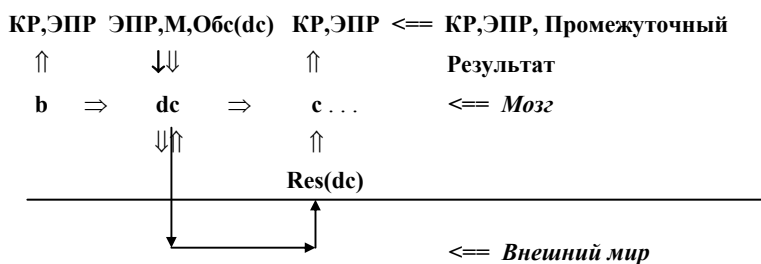 КР,ЭПР ЭПР,М,Обс(dc) КР,ЭПР <== КР,ЭПР, Промежуточный
⇑ ↓⇓ ⇑ Результат
b ⇒ dc ⇒ c . . . <== Мозг
⇓⇑ ⇑
Res(dc)
<== Внешний мир